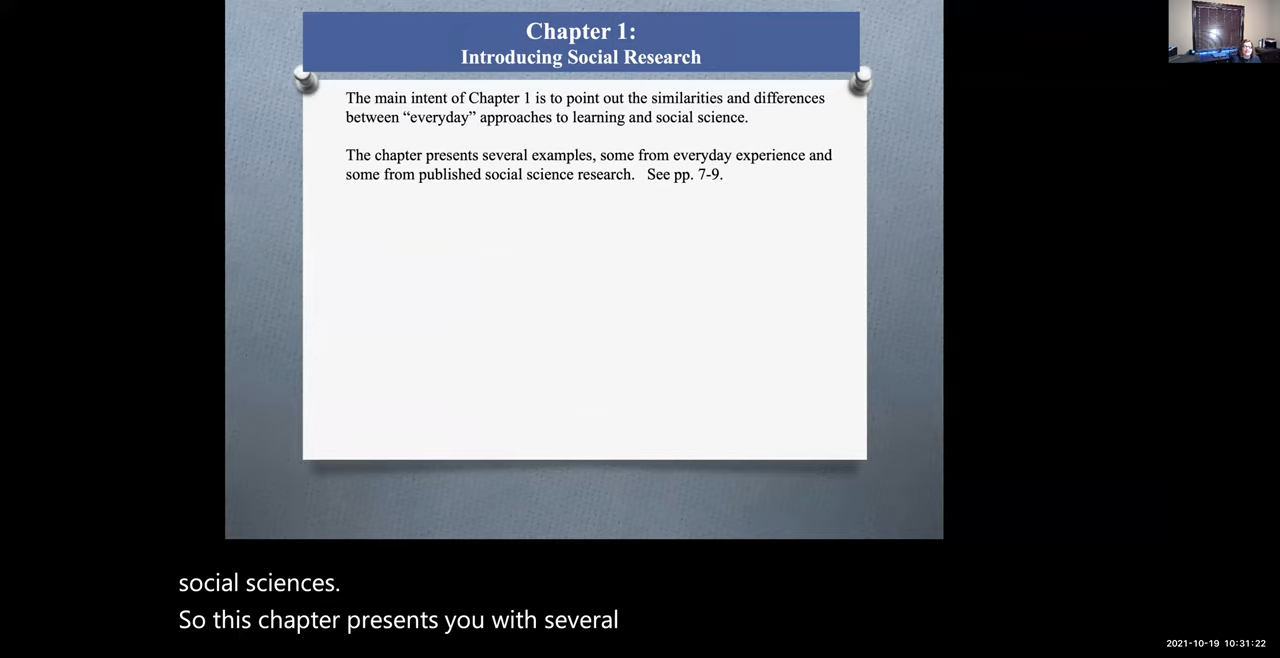 Chapter 1:
Introducing Social Research
The main intent of Chapter 1 is to point out the similarities and differences
between “everyday” approaches to learning and social science.
The chapter presents several examples, some from everyday experience and
some from published social science research.   See pp. 7-9.
social sciences.
So this chapter presents you with several
2021-10-19 10:31:22